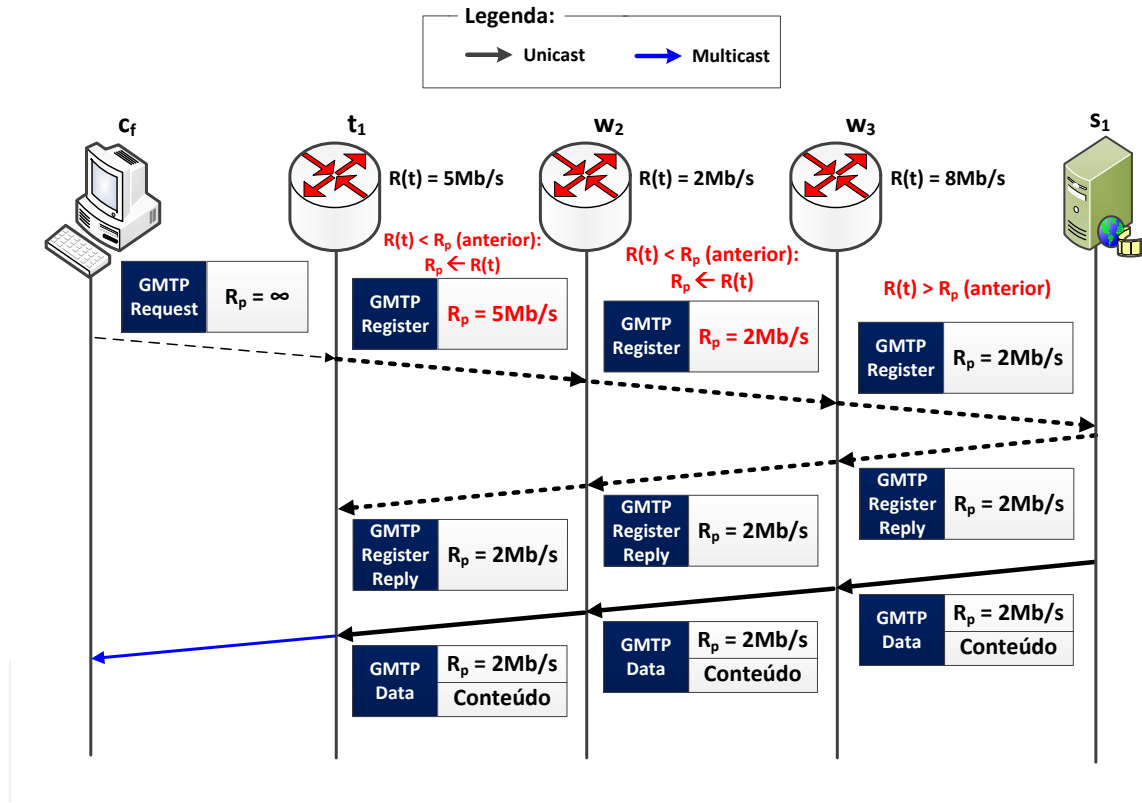 Legenda:
Unicast
Multicast
cf
t1
w2
w3
s1
R(t) = 5Mb/s
R(t) = 2Mb/s
R(t) = 8Mb/s
R(t) < Rp (anterior):
Rp ← R(t)
R(t) < Rp (anterior):
Rp ← R(t)
R(t) > Rp (anterior)
GMTP
Request
Rp = ∞
GMTP
Register
Rp = 5Mb/s
GMTP
Register
Rp = 2Mb/s
GMTP
Register
Rp = 2Mb/s
GMTP
Register
Reply
Rp = 2Mb/s
GMTP
Register
Reply
Rp = 2Mb/s
GMTP
Register
Reply
Rp = 2Mb/s
GMTP
Data
Rp = 2Mb/s
Conteúdo
GMTP
Data
Rp = 2Mb/s
Conteúdo
GMTP
Data
Rp = 2Mb/s
Conteúdo